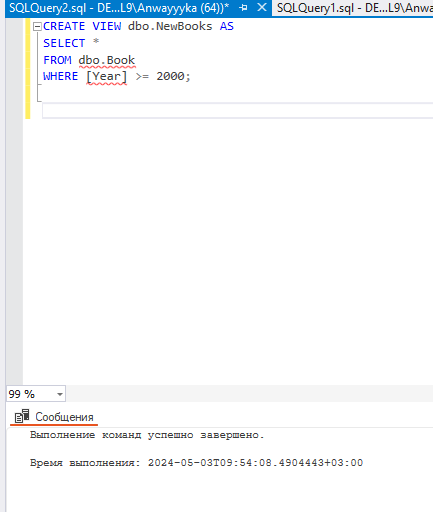 SQLQuery2.sql - DE...L9\Anwayyyka (64))*
SQLQuery1.sql - DE...L9\Anw
CREATE VIEW dbo.NewBooks AS
SELECT *
FROM dbo.Book
WHERE [Year] >= 2000;
99 %
Сообщения
Выполнение команд успешно завершено.
Время выполнения: 2024-05-03T09:54:08.4904443+03:00